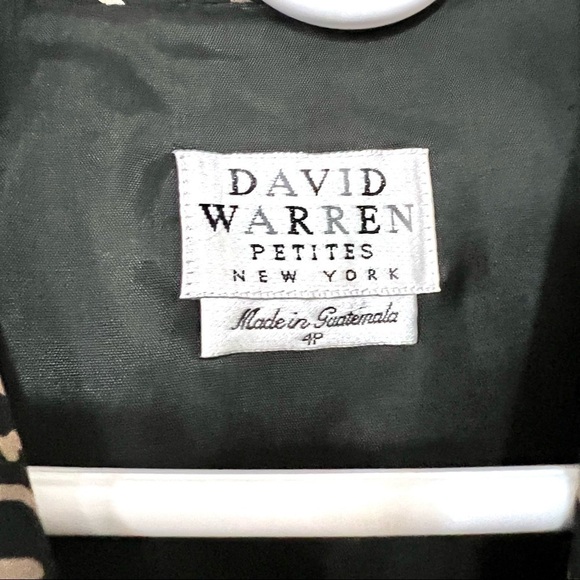 DAVID
WARREN
PETITES
NEW YORK
Made in Guatemala
4P